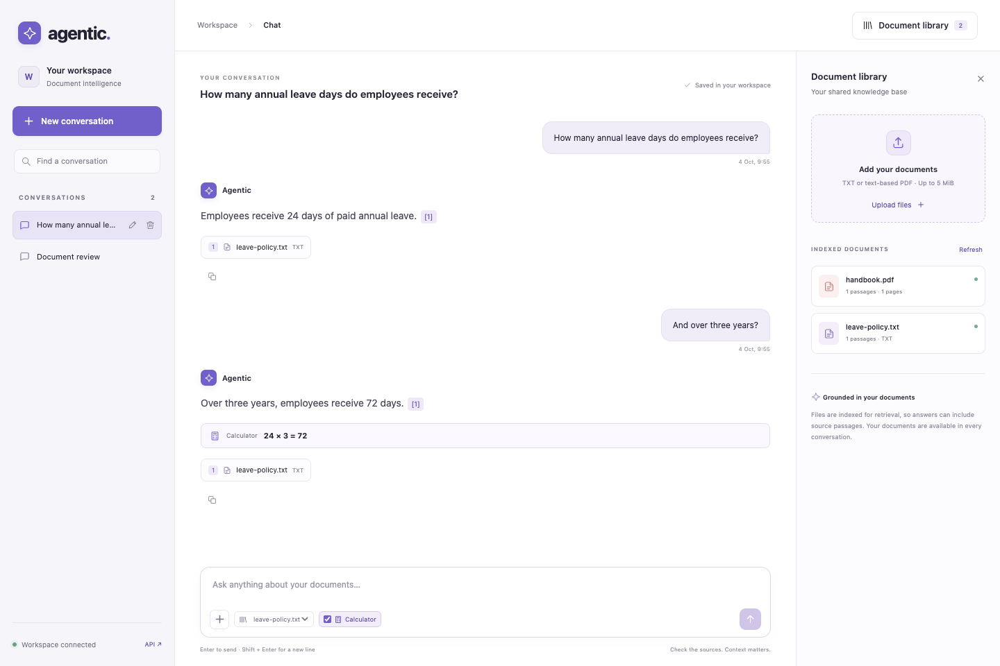 agentic.
W
Your workspace
Document intelligence
New conversation
Find a conversation
CONVERSATIONS 2
How many annual le...
Document review
Workspace connected
API ↗
Workspace > Chat
Document library 2
YOUR CONVERSATION
How many annual leave days do employees receive?
Saved in your workspace
How many annual leave days do employees receive?
4 Oct, 9:55
Agentic
Employees receive 24 days of paid annual leave. [1]
1 leave-policy.txt TXT
And over three years?
4 Oct, 9:55
Agentic
Over three years, employees receive 72 days. [1]
Calculator 24 × 3 = 72
1 leave-policy.txt TXT
Ask anything about your documents...
leave-policy.txt
Calculator
Enter to send · Shift + Enter for a new line
Check the sources. Context matters.
Document library
Your shared knowledge base
Add your documents
TXT or text-based PDF · Up to 5 MiB
Upload files +
INDEXED DOCUMENTS
Refresh
handbook.pdf
1 passages · 1 pages
leave-policy.txt
1 passages · TXT
Grounded in your documents
Files are indexed for retrieval, so answers can include
source passages. Your documents are available in every
conversation.